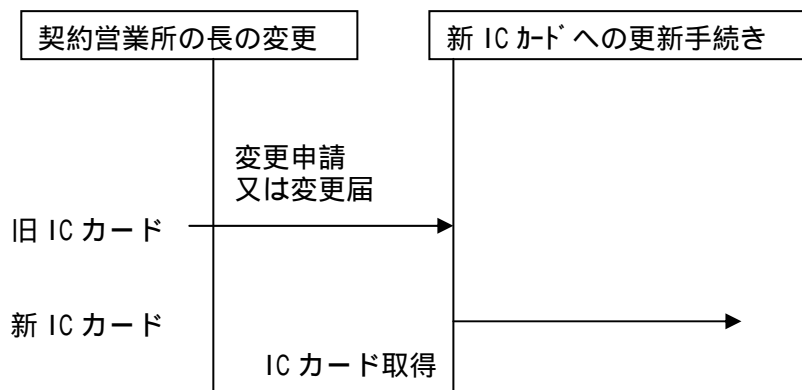 契約営業所の長の変更
新 IC ｶｰﾄﾞへの更新手続き
変更申請
又は変更届
旧 IC カード
新 IC カード
IC カード取得